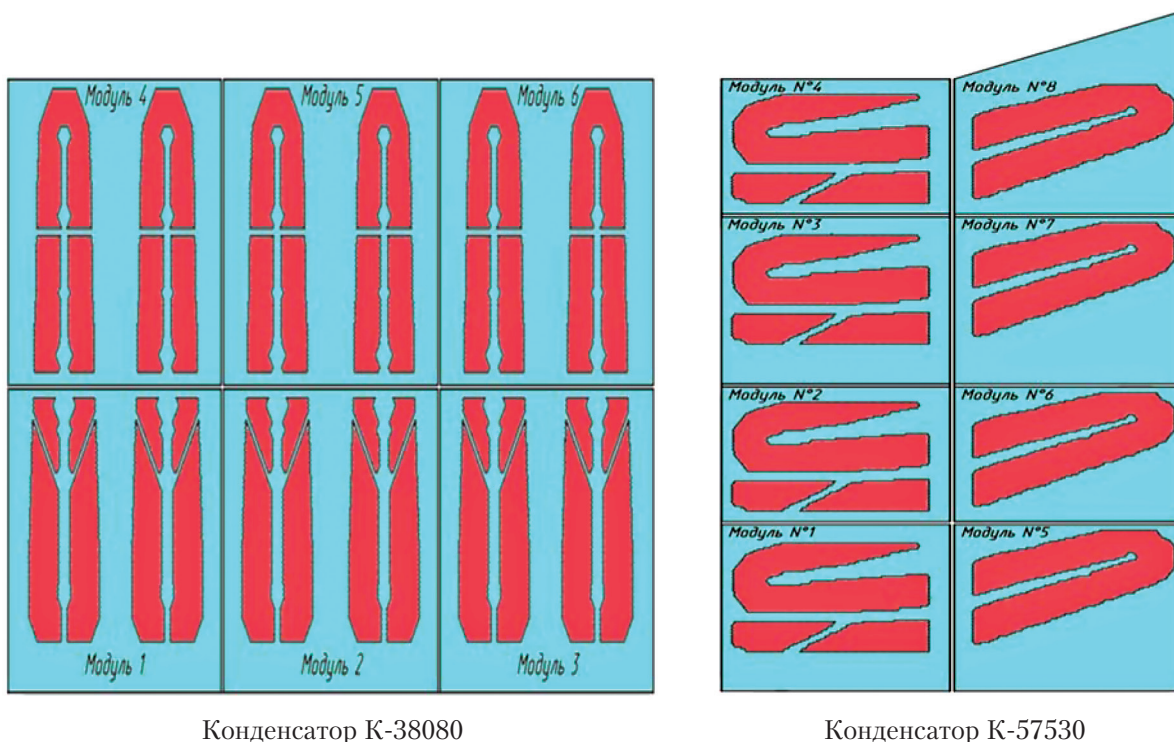 Модуль 4
Модуль 5
Модуль 6
Модуль 1
Модуль 2
Модуль 3
Конденсатор К-38080
Модуль N°4
Модуль N°8
Модуль N°3
Модуль N°7
Модуль N°2
Модуль N°6
Модуль N°1
Модуль N°5
Конденсатор К-57530